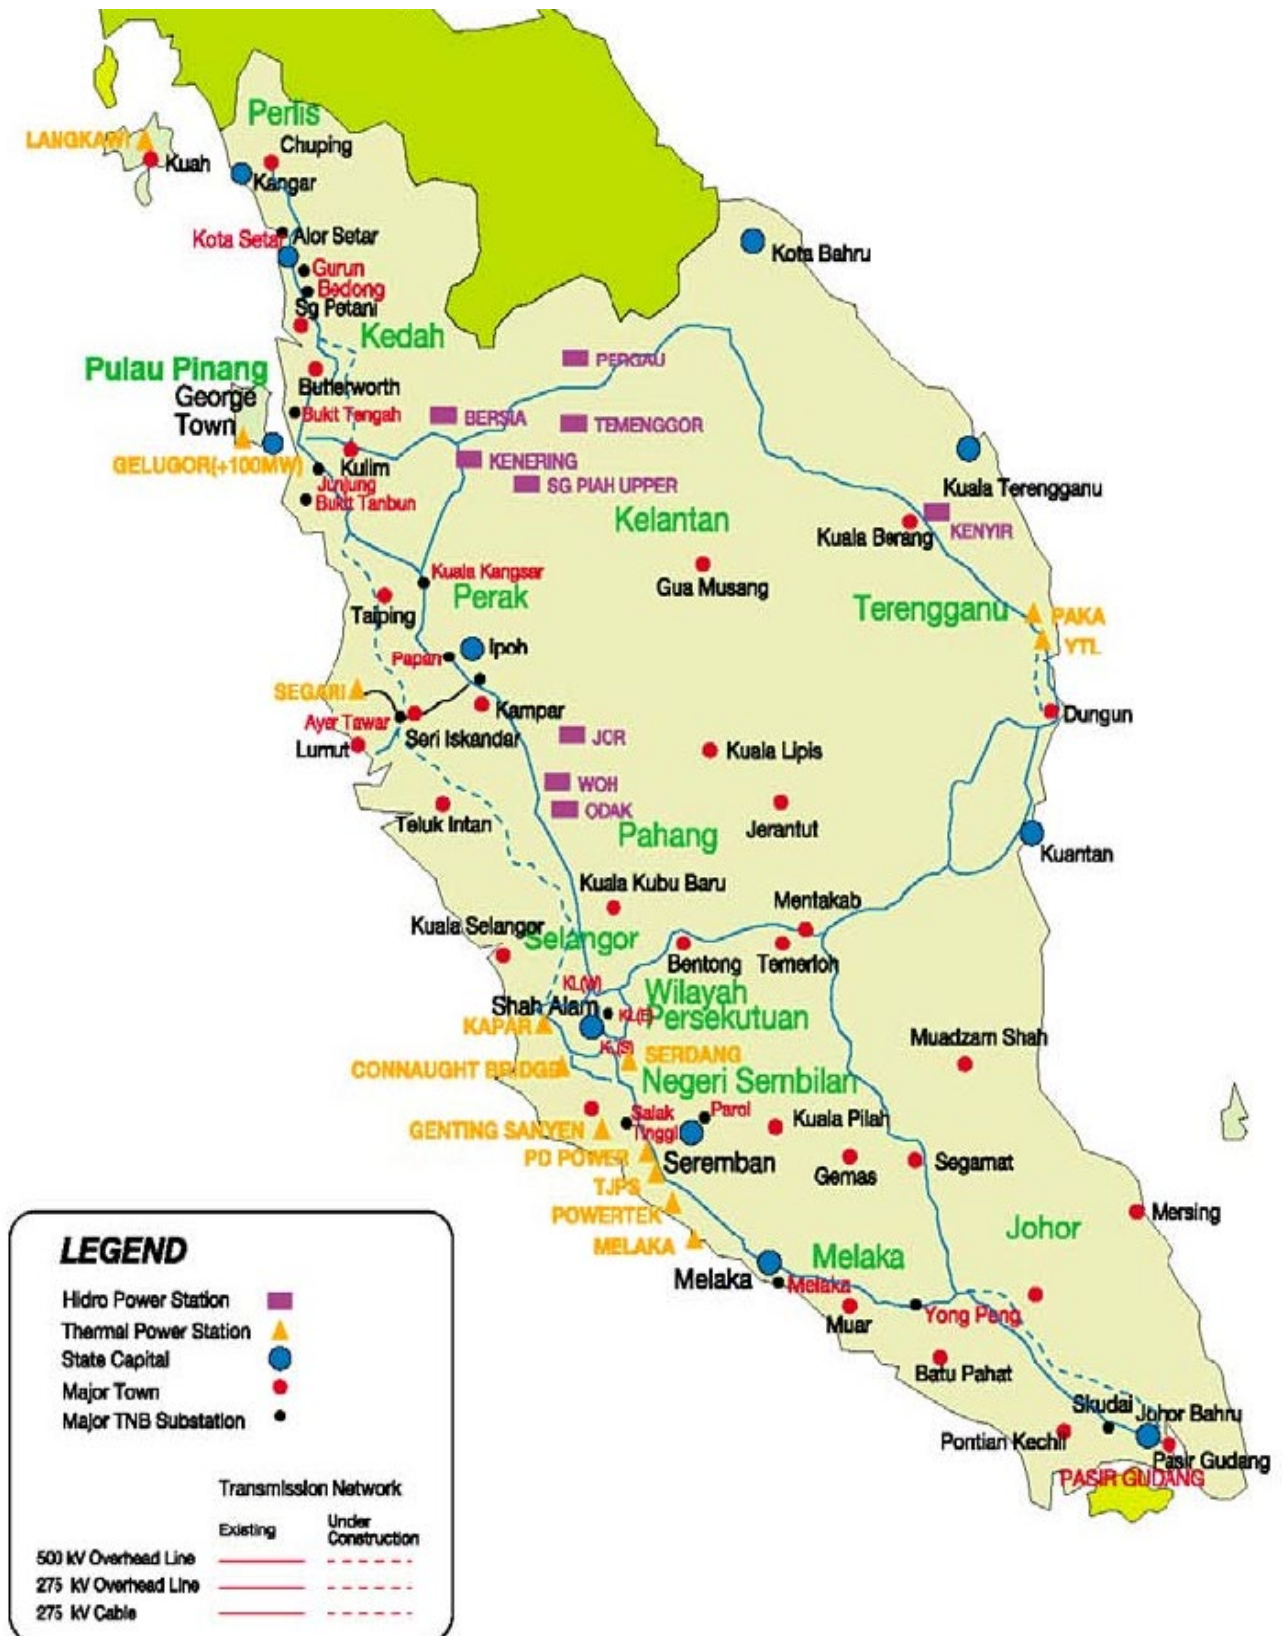 Perlis
LANGKAWI
Chuping
Kuah
Kangar
Kota Setar
Alor Setar
Kota Bahru
Gurun
Bedong
Sg Petani
Kedah
Pulau Pinang
PERGAU
George
Town
Butterworth
Bukit Tengah
BERSIA
TEMENGGOR
GELUGOR(+100MW)
Kulim
KENERING
Junjung
SG PIAH UPPER
Kuala Terengganu
Bukit Tanbun
Kelantan
Kuala Berang
KENYIR
Kuala Kangsar
Gua Musang
Perak
Taiping
Terengganu
PAKA
YTL
Papan
Ipoh
SEGARI
Kampar
Ayer Tawar
Seri Iskandar
Dungun
Lumut
JOR
Kuala Lipis
WOH
ODAK
Teluk Intan
Pahang
Jerantut
Kuantan
Kuala Kubu Baru
Mentakab
Kuala Selangor
Selangor
Bentong
Temerloh
KL(W)
Wilayah
Persekutuan
Shah Alam
KL(E)
KAPAR
Muadzam Shah
KL(S)
SERDANG
CONNAUGHT BRIDGE
Negeri Sembilan
Salak
Tinggi
Paroi
Kuala Pilah
GENTING SANYEN
PD POWER
Seremban
Gemas
Segamat
TJPS
POWERTEK
Mersing
MELAKA
Johor
Melaka
Melaka
Melaka
Muar
Yong Peng
Batu Pahat
Skudai
Johor Bahru
Pontian Kechil
Pasir Gudang
PASIR GUDANG
LEGEND
Hidro Power Station
Thermal Power Station
State Capital
Major Town
Major TNB Substation
Transmission Network
Existing
Under
Construction
500 kV Overhead Line
275 kV Overhead Line
275 kV Cable